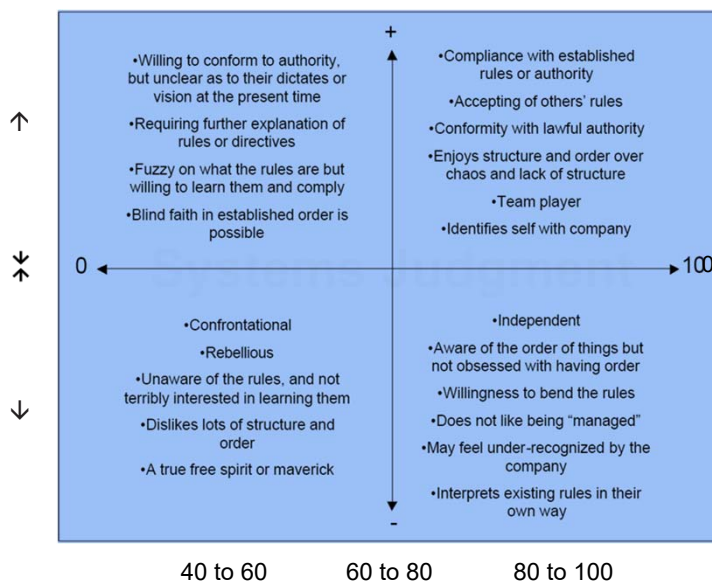 +
•Willing to conform to authority,
but unclear as to their dictates or
vision at the present time
•Requiring further explanation of
rules or directives
•Fuzzy on what the rules are but
willing to learn them and comply
•Blind faith in established order is
possible
•Compliance with established
rules or authority
•Accepting of others' rules
•Conformity with lawful authority
•Enjoys structure and order over
chaos and lack of structure
•Team player
•Identifies self with company
0
100
Systems Judgment
•Confrontational
•Rebellious
•Unaware of the rules, and not
terribly interested in learning them
•Dislikes lots of structure and
order
•A true free spirit or maverick
•Independent
•Aware of the order of things but
not obsessed with having order
•Willingness to bend the rules
•Does not like being “managed”
•May feel under-recognized by the
company
•Interprets existing rules in their
own way
-
40 to 60 60 to 80 80 to 100